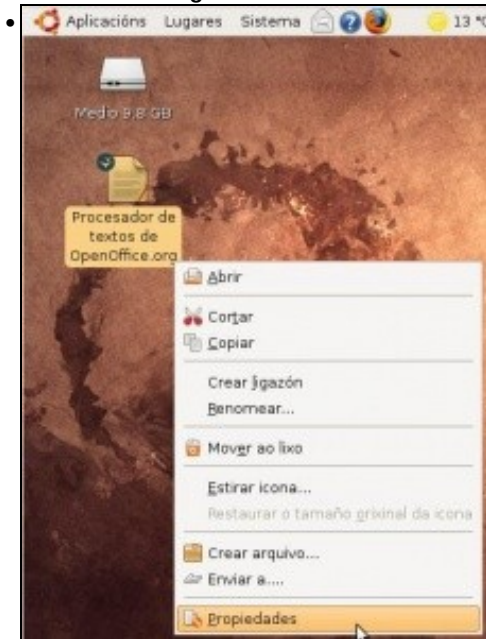 Aplicacións Lugares Sistema 13 °C
Medio 9.8 GB
Procesador de
textos de
OpenOffice.org
Abrir
Cortar
Copiar
Crear ligazón
Renomear...
Mover ao lixo
Estirar icona...
Restaurar o tamaño orixinal da icona
Crear arquivo...
Enviar a....
Propiedades